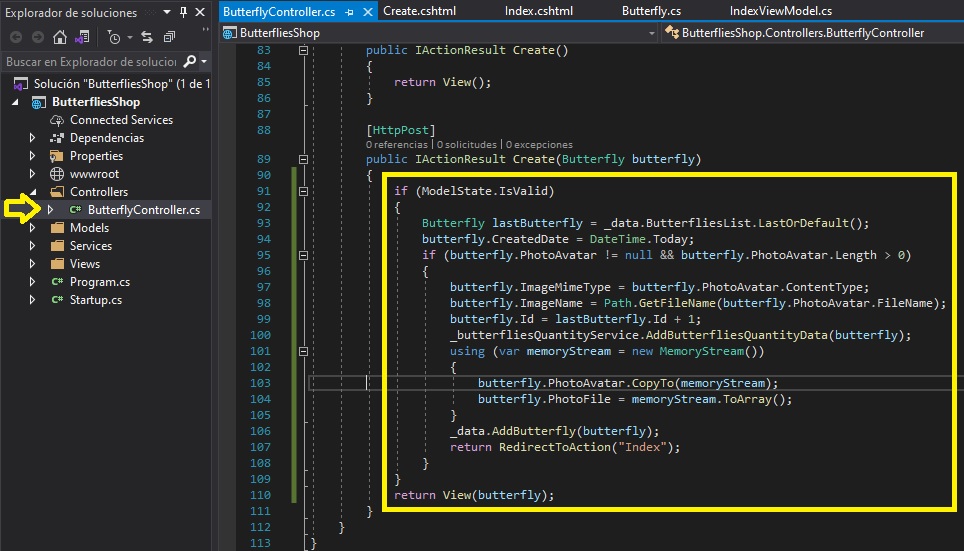 Explorador de soluciones
Buscar en Explorador de solucion
Solución "ButterfliesShop" (1 de 1
ButterfliesShop
Connected Services
Dependencias
Properties
wwwroot
Controllers
C# ButterflyController.cs
Models
Services
Views
C# Program.cs
C# Startup.cs
ButterflyController.cs Create.cshtml Index.cshtml Butterfly.cs IndexViewModel.cs
ButterfliesShop ButterfliesShop.Controllers.ButterflyController
83 public IActionResult Create()
84 {
85 return View();
86 }
87
88 [HttpPost]
0 referencias | 0 solicitudes | 0 excepciones
89 public IActionResult Create(Butterfly butterfly)
90 {
91 if (ModelState.IsValid)
92 {
93 Butterfly lastButterfly = _data.ButterfliesList.LastOrDefault();
94 butterfly.CreatedDate = DateTime.Today;
95 if (butterfly.PhotoAvatar != null && butterfly.PhotoAvatar.Length > 0)
96 {
97 butterfly.ImageMimeType = butterfly.PhotoAvatar.ContentType;
98 butterfly.ImageName = Path.GetFileName(butterfly.PhotoAvatar.FileName);
99 butterfly.Id = lastButterfly.Id + 1;
100 _butterfliesQuantityService.AddButterfliesQuantityData(butterfly);
101 using (var memoryStream = new MemoryStream())
102 {
103 butterfly.PhotoAvatar.CopyTo(memoryStream);
104 butterfly.PhotoFile = memoryStream.ToArray();
105 }
106 _data.AddButterfly(butterfly);
107 return RedirectToAction("Index");
108 }
109 }
110 return View(butterfly);
111 }
112 }
113 }